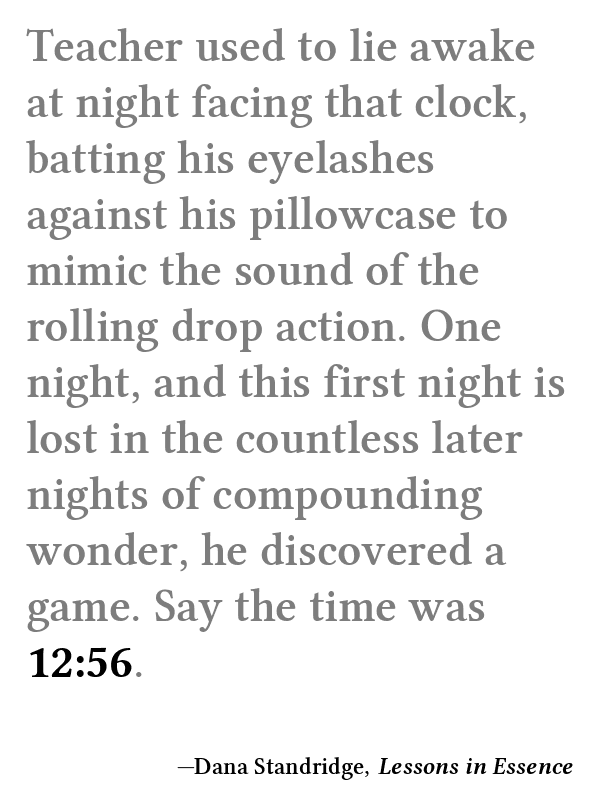 Teacher used to lie awake
at night facing that clock,
batting his eyelashes
against his pillowcase to
mimic the sound of the
rolling drop action. One
night, and this first night is
lost in the countless later
nights of compounding
wonder, he discovered a
game. Say the time was
12:56.
—Dana Standridge, Lessons in Essence